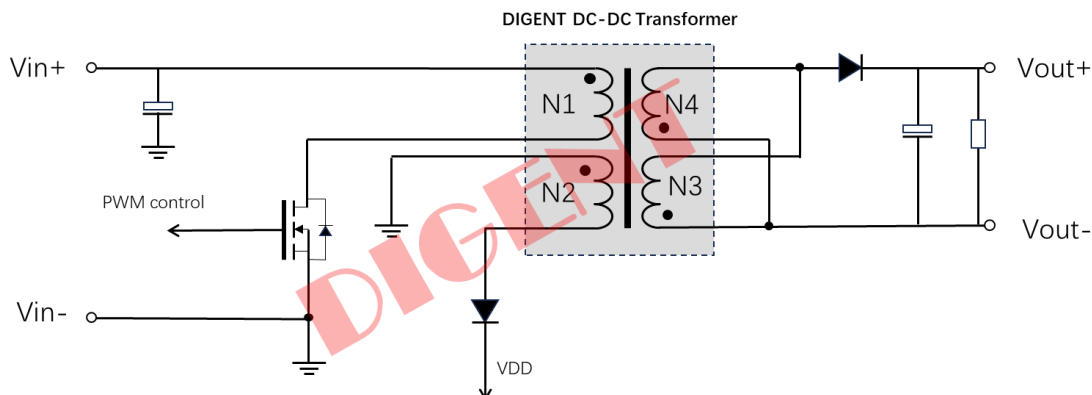 DIGENT DC-DC Transformer
Vin+
Vout+
N1
N4
N2
N3
PWM control
Vout-
Vin-
VDD
DIGENT